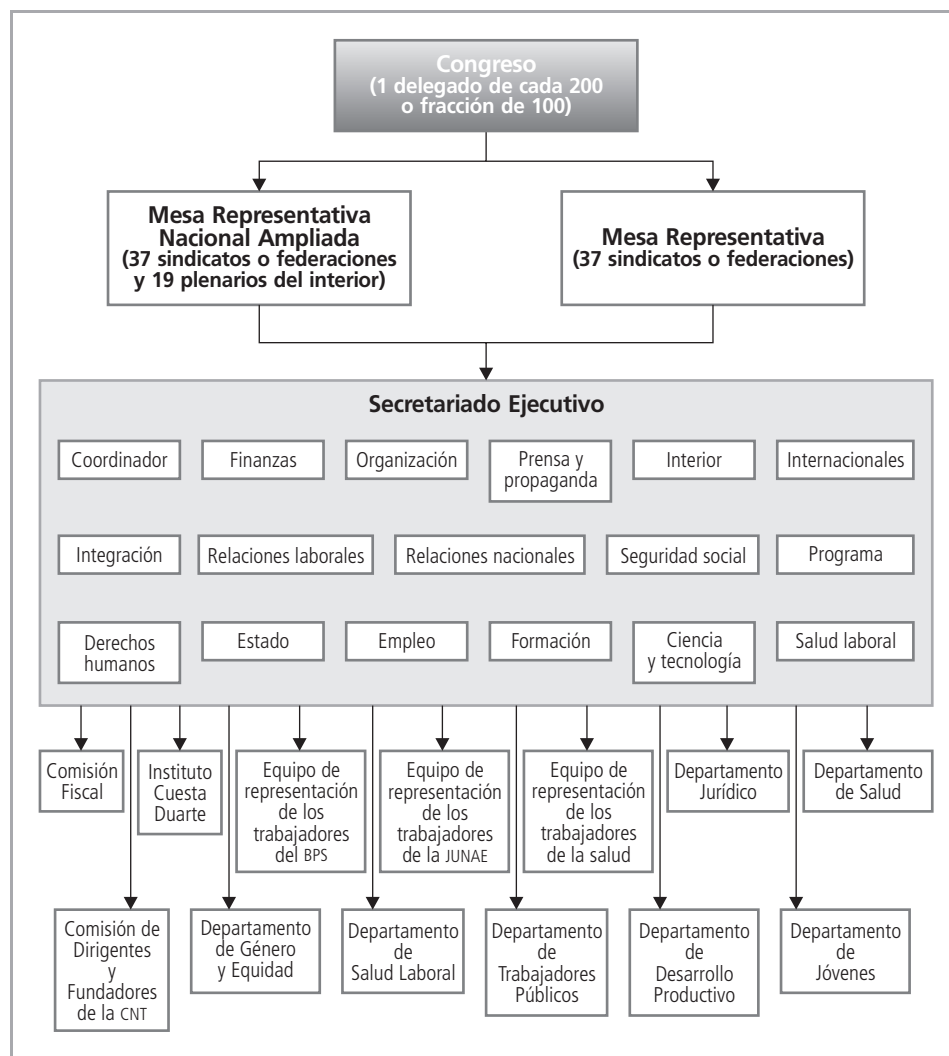 Congreso
(1 delegado de cada 200
o fracción de 100)
Mesa Representativa
Nacional Ampliada
(37 sindicatos o federaciones
y 19 plenarios del interior)
Mesa Representativa
(37 sindicatos o federaciones)
Secretariado Ejecutivo
Coordinador
Finanzas
Organización
Prensa y
propaganda
Interior
Internacionales
Integración
Relaciones laborales
Relaciones nacionales
Seguridad social
Programa
Derechos
humanos
Estado
Empleo
Formación
Ciencia
y tecnología
Salud laboral
Comisión
Fiscal
Instituto
Cuesta
Duarte
Equipo de
representación
de los
trabajadores
del BPS
Equipo de
representación
de los
trabajadores
de la JUNAE
Equipo de
representación
de los
trabajadores
de la salud
Departamento
Jurídico
Departamento
de Salud
Comisión de
Dirigentes
y
Fundadores
de la CNT
Departamento
de Género
y Equidad
Departamento
de
Salud Laboral
Departamento
de
Trabajadores
Públicos
Departamento
de
Desarrollo
Productivo
Departamento
de
Jóvenes